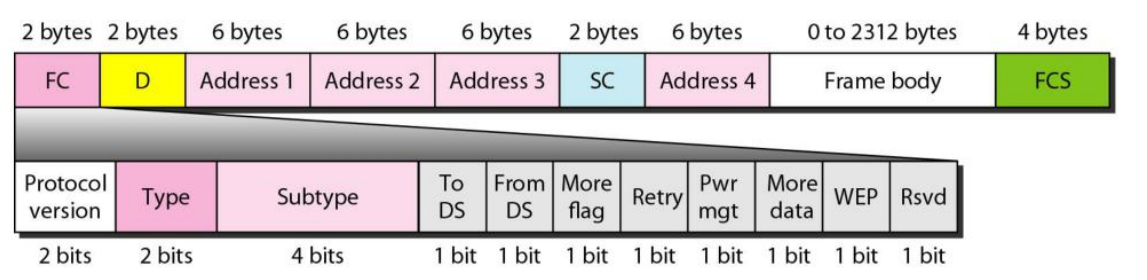 2 bytes 2 bytes 6 bytes 6 bytes 6 bytes 2 bytes 6 bytes 0 to 2312 bytes 4 bytes
FC D Address 1 Address 2 Address 3 SC Address 4 Frame body FCS
Protocol version Type Subtype To DS From DS More flag Retry Pwr mgt More data WEP Rsvd
2 bits 2 bits 4 bits 1 bit 1 bit 1 bit 1 bit 1 bit 1 bit 1 bit 1 bit